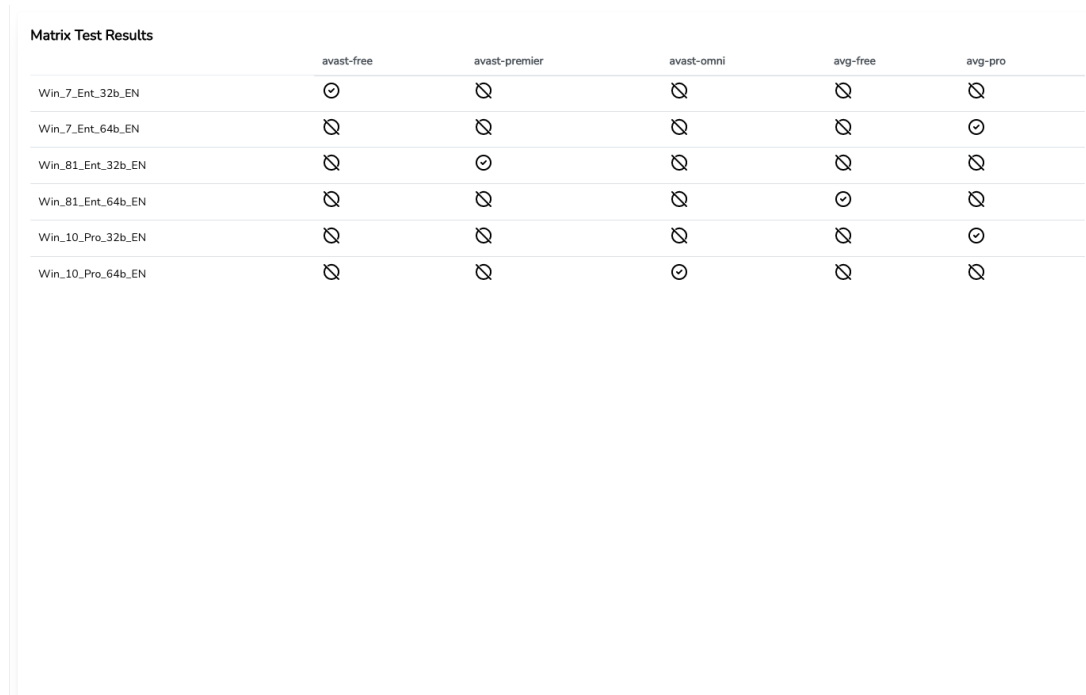 Matrix Test Results
avast-free avast-premier avast-omni avg-free avg-pro
Win_7_Ent_32b_EN
Win_7_Ent_64b_EN
Win_81_Ent_32b_EN
Win_81_Ent_64b_EN
Win_10_Pro_32b_EN
Win_10_Pro_64b_EN